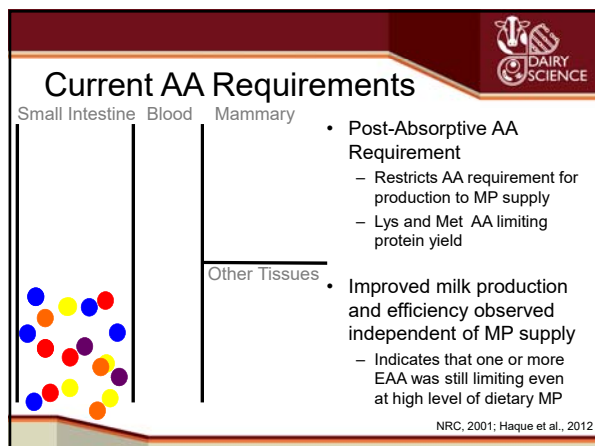 DAIRY
SCIENCE
Current AA Requirements
Small Intestine Blood Mammary
Other Tissues
• Post-Absorptive AA
Requirement
– Restricts AA requirement for
production to MP supply
– Lys and Met AA limiting
protein yield
• Improved milk production
and efficiency observed
independent of MP supply
– Indicates that one or more
EAA was still limiting even
at high level of dietary MP
NRC, 2001; Haque et al., 2012